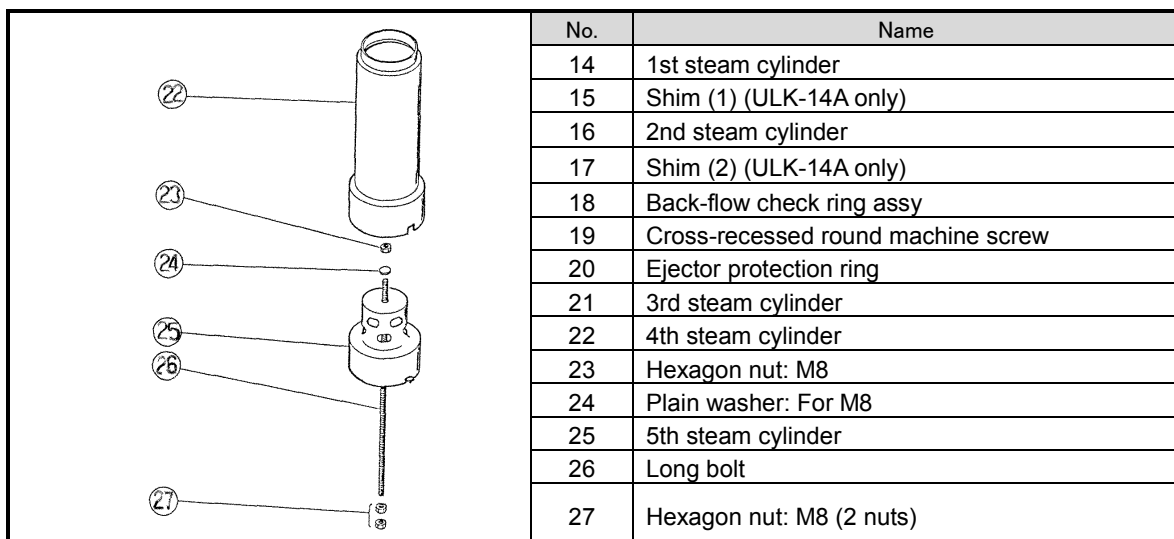 ㉒
㉓
㉔
㉕
㉖
㉗
No. Name
14 1st steam cylinder
15 Shim (1) (ULK-14A only)
16 2nd steam cylinder
17 Shim (2) (ULK-14A only)
18 Back-flow check ring assy
19 Cross-recessed round machine screw
20 Ejector protection ring
21 3rd steam cylinder
22 4th steam cylinder
23 Hexagon nut: M8
24 Plain washer: For M8
25 5th steam cylinder
26 Long bolt
27 Hexagon nut: M8 (2 nuts)